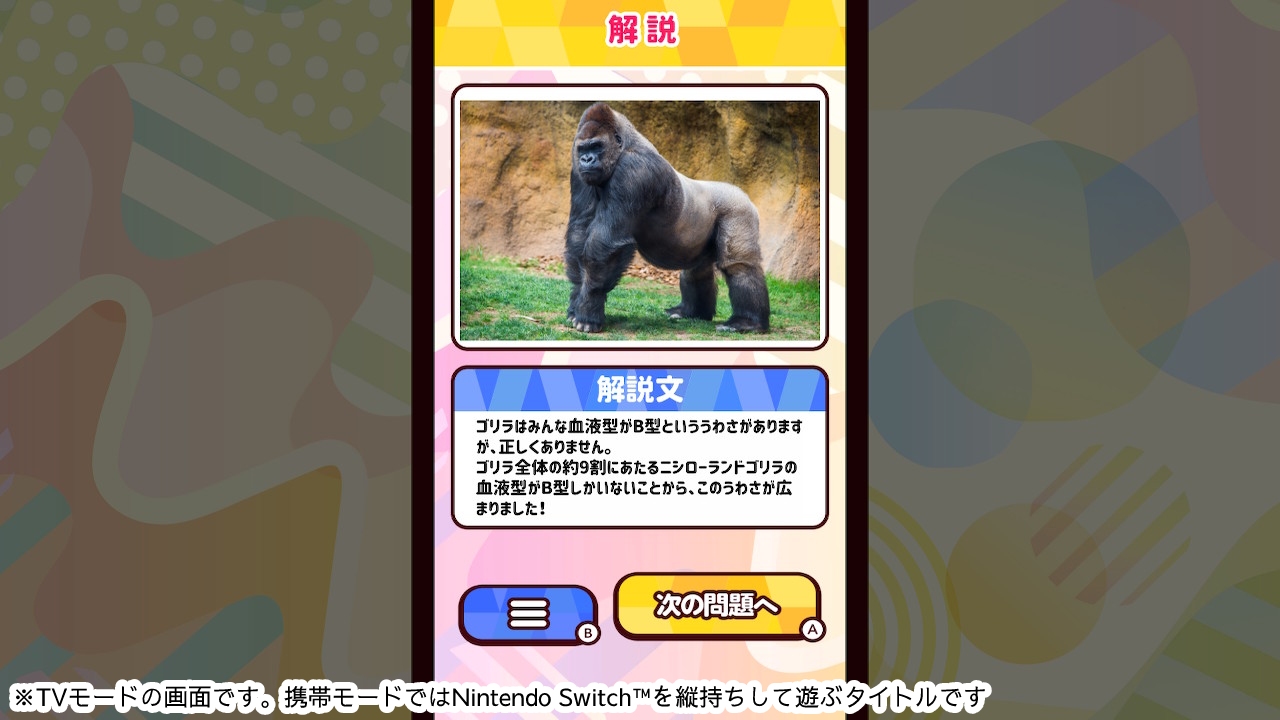 解説
解説文
ゴリラはみんな血液型がB型といううわさがあります
が、正しくありません。
ゴリラ全体の約9割にあたるニシローランドゴリラの
血液型がB型しかいないことから、このうわさが広
まりました！
B
次の問題へ
A
※TVモードの画面です。携帯モードではNintendo Switch™を縦持ちして遊ぶタイトルです